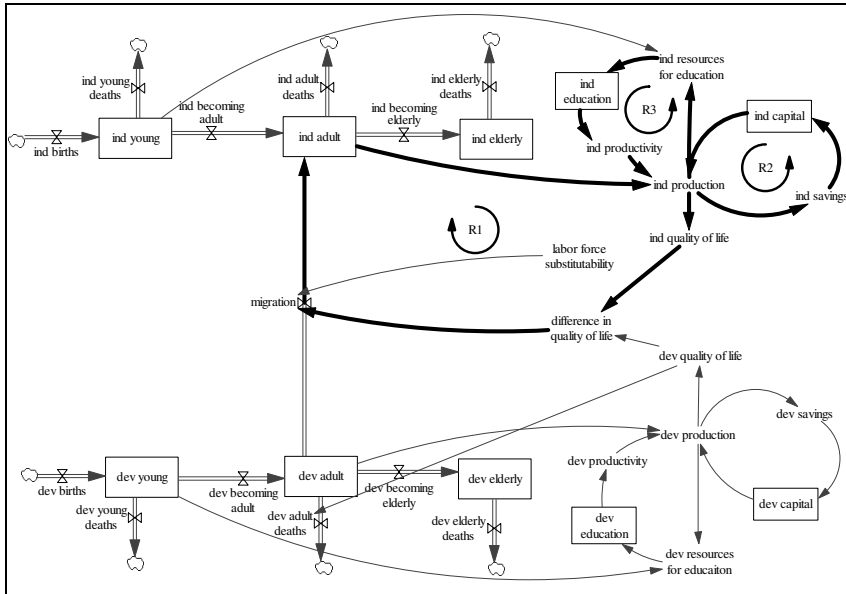 ind young
deaths
ind becoming
adult
ind births
ind young
ind adult
deaths
ind adult
ind becoming
elderly
ind elderly
deaths
ind elderly
ind resources
for education
ind
education
R3
ind productivity
ind capital
R2
ind production
ind savings
R1
ind quality of life
labor force
substitutability
migration
difference in
quality of life
dev quality of life
dev savings
dev production
dev productivity
dev capital
dev
education
dev resources
for educaiton
dev births
dev young
dev young
deaths
dev becoming
adult
dev adult
dev adult
deaths
dev becoming
elderly
dev elderly
dev elderly
deaths